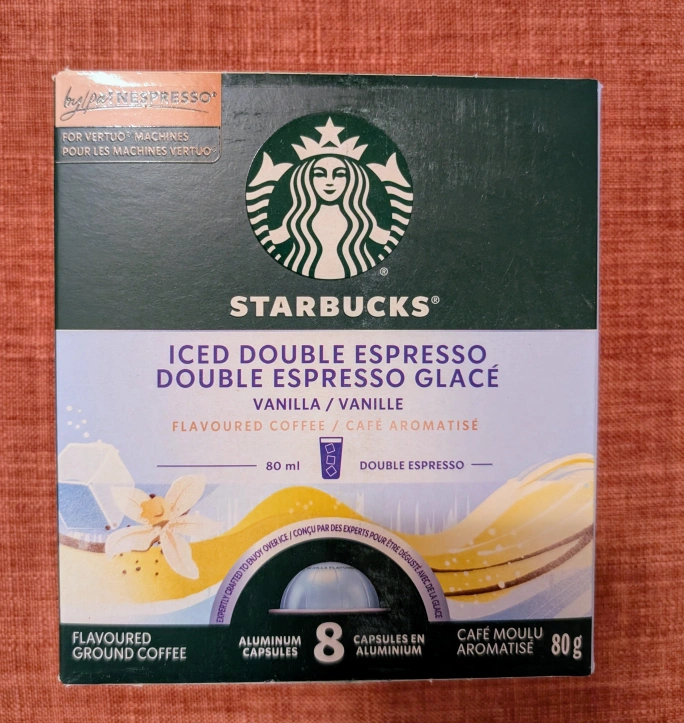 by/par NESPRESSO®
FOR VERTUO® MACHINES
POUR LES MACHINES VERTUO®
®
STARBUCKS®
ICED DOUBLE ESPRESSO
DOUBLE ESPRESSO GLACÉ
VANILLA / VANILLE
FLAVOURED COFFEE / CAFÉ AROMATISÉ
80 ml DOUBLE ESPRESSO
EXPERTLY CRAFTED TO ENJOY OVER ICE / CONÇU PAR DES EXPERTS POUR ÊTRE DÉGUSTÉ AVEC DE LA GLACE
FLAVOURED
GROUND COFFEE
ALUMINUM
CAPSULES
8
CAPSULES EN
ALUMINIUM
CAFÉ MOULU
AROMATISÉ
80 g